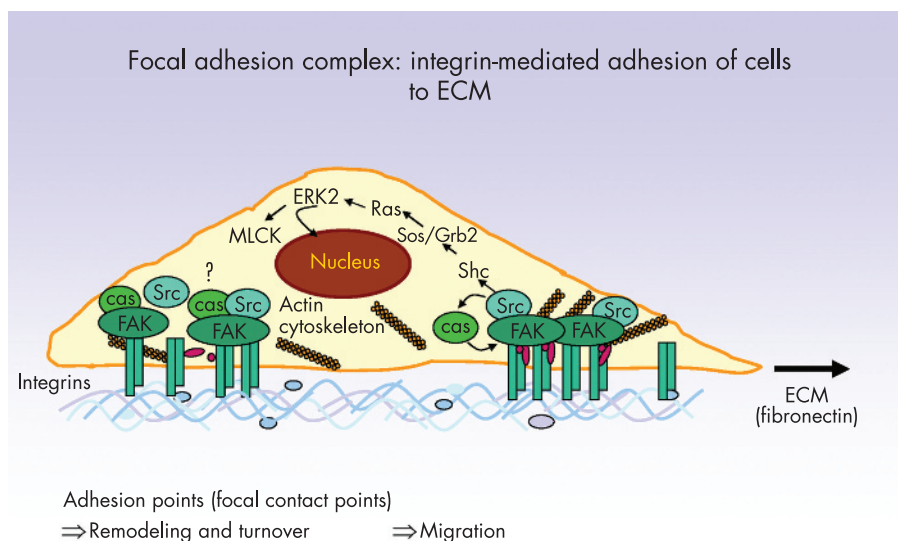 Focal adhesion complex: integrin-mediated adhesion of cells
to ECM
ERK2
Ras
MLCK
Sos/Grb2
Nucleus
Shc
?
cas
Src
cas
Src
Actin
cytoskeleton
FAK
FAK
Src
Src
cas
FAK
FAK
Integrins
ECM
(fibronectin)
Adhesion points (focal contact points)
⇒Remodeling and turnover ⇒Migration